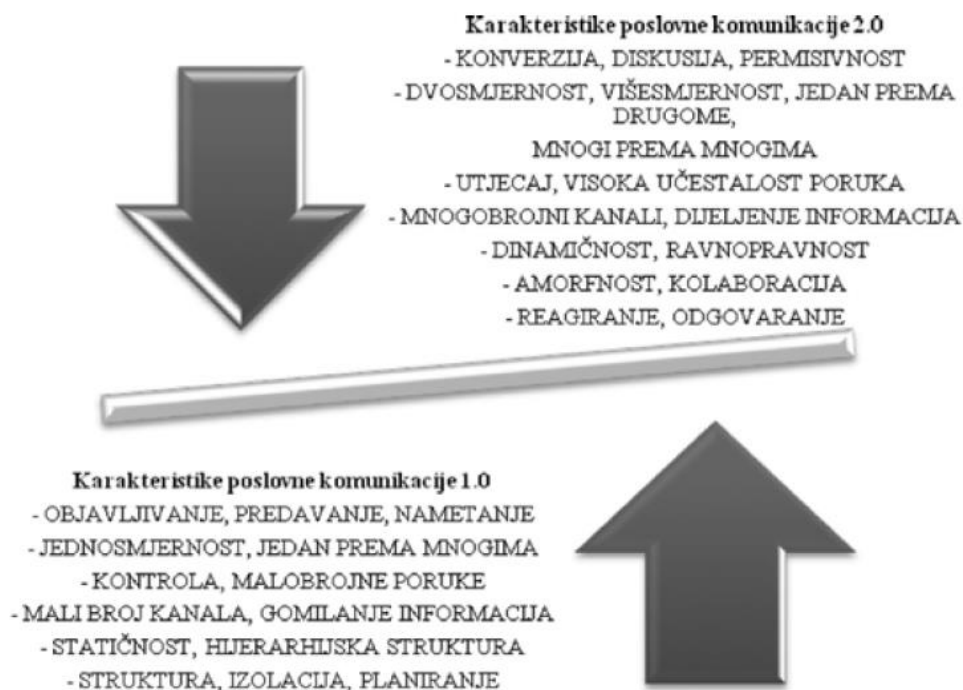 Karakteristike poslovne komunikacije 2.0
- KONVERZIJA, DISKUSIJA, PERMISIVNOST
- DVOSMJERNOST, VIŠESMJERNOST, JEDAN PREMA
DRUGOME,
MNOGI PREMA MNOGIMA
- UTJECAJ, VISOKA UČESTALOST PORUKA
- MNOGOBROJNI KANALI, DIJELJENJE INFORMACIJA
- DINAMIČNOST, RAVNOPRAVNOST
- AMORFNOST, KOLABORACIJA
- REAGIRANJE, ODGOVARANJE
Karakteristike poslovne komunikacije 1.0
- OBJAVLJIVANJE, PREDAVANJE, NAMETANJE
- JEDNOSMJERNOST, JEDAN PREMA MNOGIMA
- KONTROLA, MALOBROJNE PORUKE
- MALI BROJ KANALA, GOMILANJE INFORMACIJA
- STATIČNOST, HIJERARHIJSKA STRUKTURA
- STRUKTURA, IZOLACIJA, PLANIRANJE